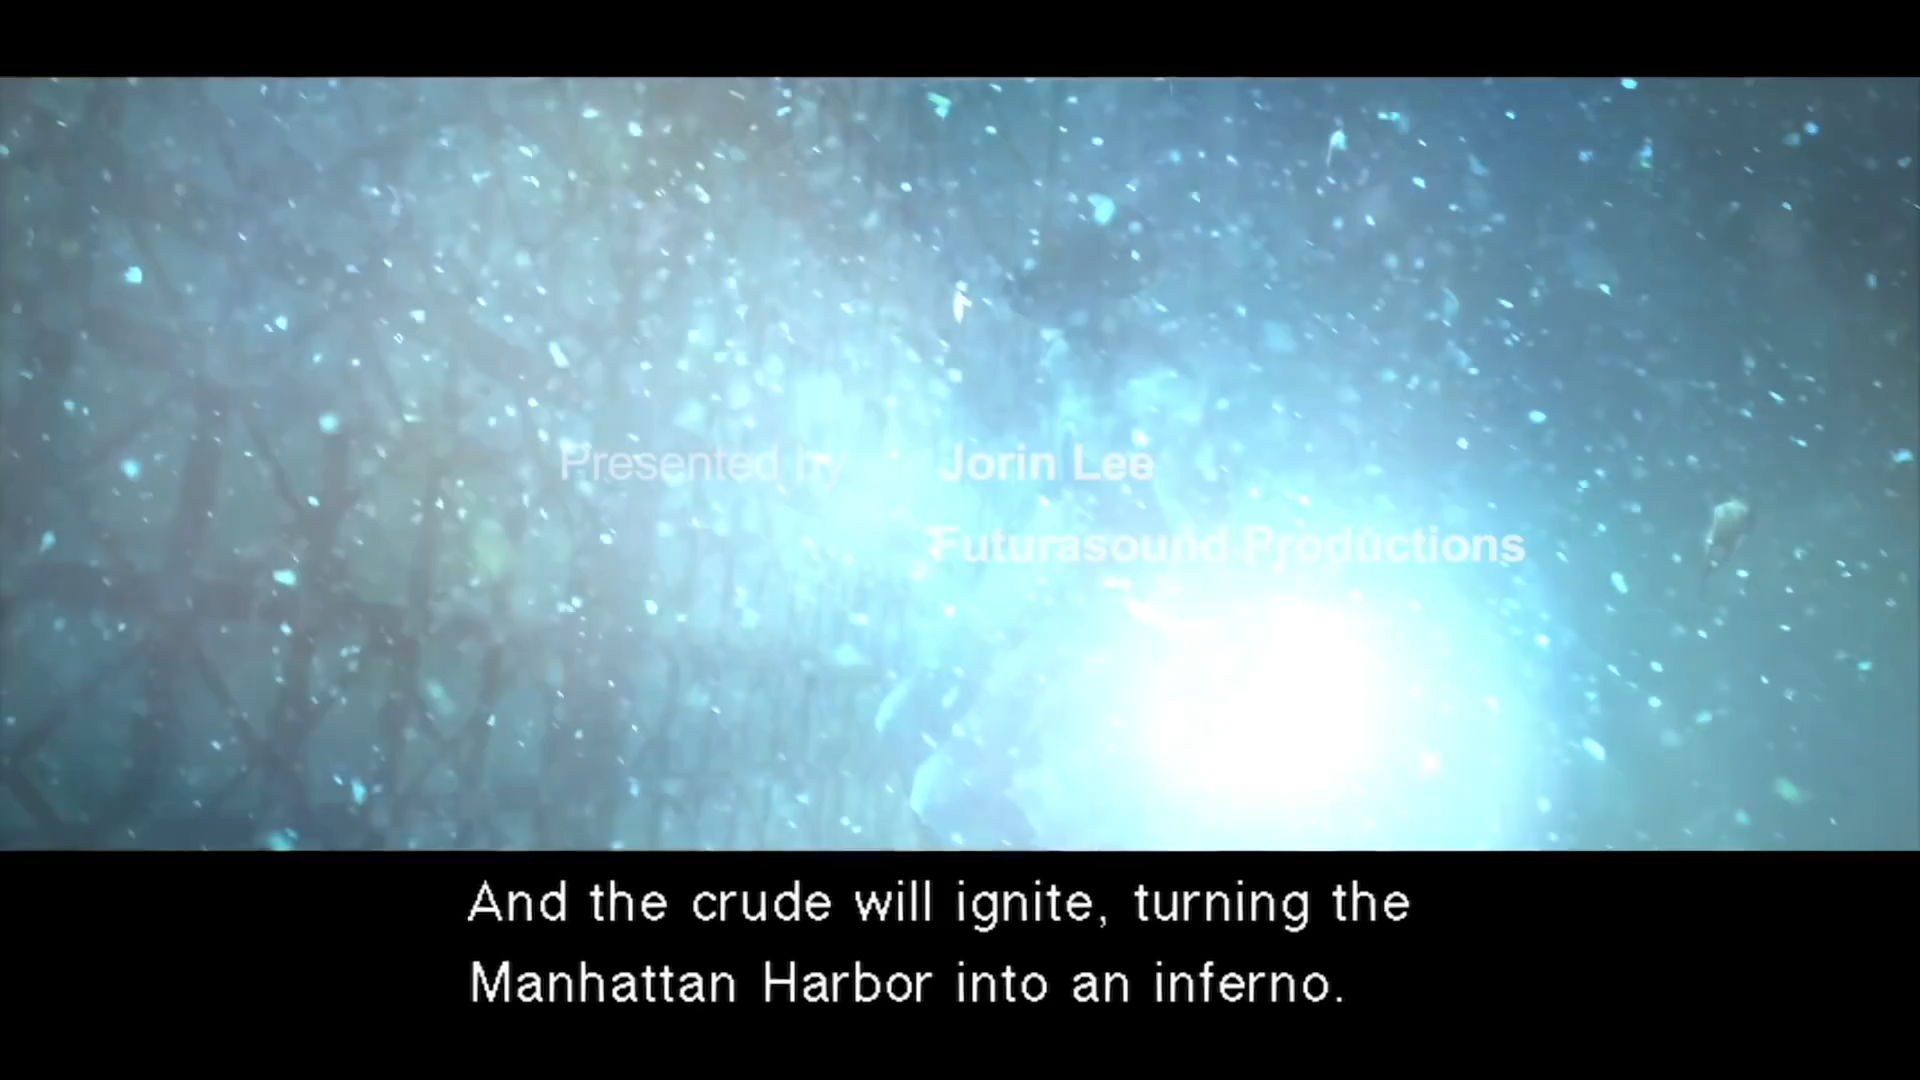 Presented by Jorin Lee
Futurasound Productions
And the crude will ignite, turning the
Manhattan Harbor into an inferno.